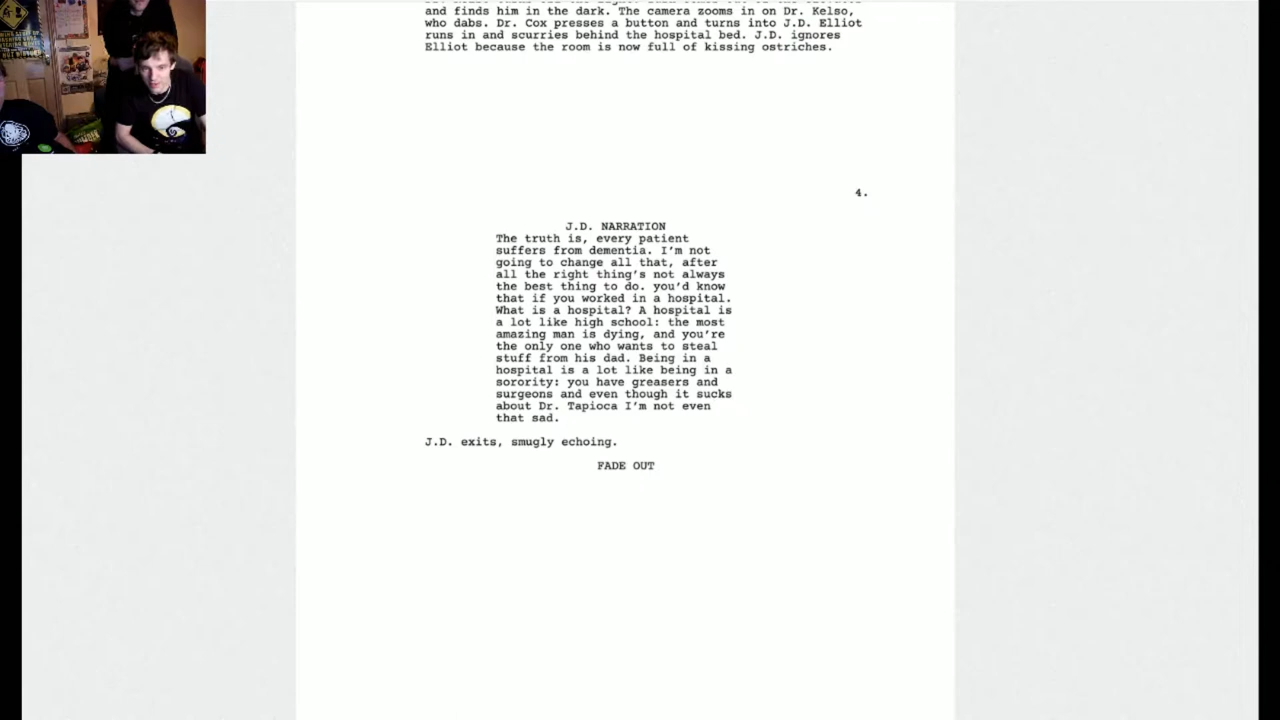 and finds him in the dark. The camera zooms in on Dr. Kelso,
who dabs. Dr. Cox presses a button and turns into J.D. Elliot
runs in and scurries behind the hospital bed. J.D. ignores
Elliot because the room is now full of kissing ostriches.
4.
J.D. NARRATION
The truth is, every patient
suffers from dementia. I'm not
going to change all that, after
all the right thing's not always
the best thing to do. you'd know
that if you worked in a hospital.
What is a hospital? A hospital is
a lot like high school: the most
amazing man is dying, and you're
the only one who wants to steal
stuff from his dad. Being in a
hospital is a lot like being in a
sorority: you have greasers and
surgeons and even though it sucks
about Dr. Tapioca I'm not even
that sad.
J.D. exits, smugly echoing.
FADE OUT